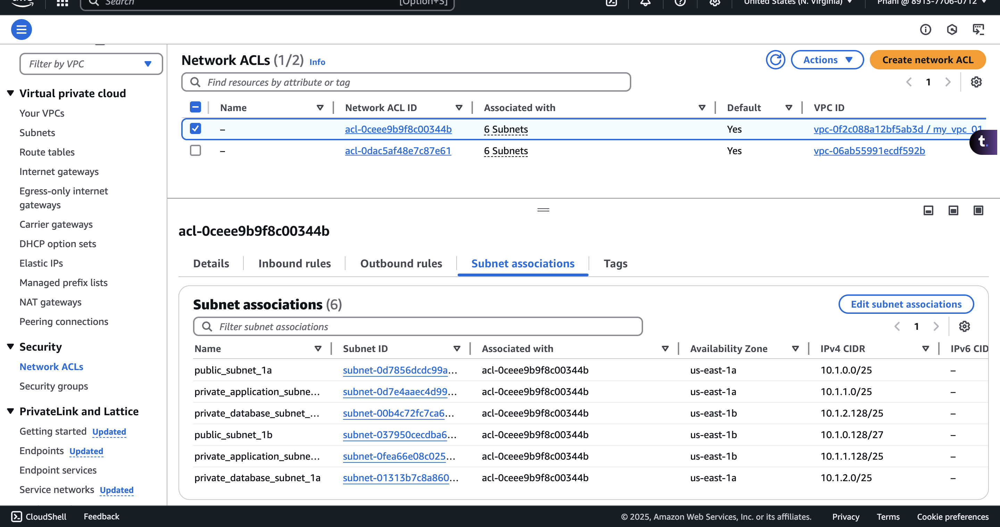 aws
Search
[Option+S]
United States (N. Virginia)
Phani @ 8913-7706-0712
Filter by VPC
Virtual private cloud
Your VPCs
Subnets
Route tables
Internet gateways
Egress-only internet
gateways
Carrier gateways
DHCP option sets
Elastic IPs
Managed prefix lists
NAT gateways
Peering connections
Security
Network ACLs
Security groups
PrivateLink and Lattice
Getting started Updated
Endpoints Updated
Endpoint services
Service networks Updated
Network ACLs (1/2) Info
Actions
Create network ACL
Find resources by attribute or tag
1
Name Network ACL ID Associated with Default VPC ID
– acl-0ceee9b9f8c00344b 6 Subnets Yes vpc-0f2c088a12bf5ab3d / my_vpc_01
– acl-0dac5af48e7c87e61 6 Subnets Yes vpc-06ab55991ecdf592b
t.
acl-0ceee9b9f8c00344b
Details Inbound rules Outbound rules Subnet associations Tags
Subnet associations (6)
Edit subnet associations
Filter subnet associations
1
Name Subnet ID Associated with Availability Zone IPv4 CIDR IPv6 CID
public_subnet_1a subnet-0d7856dcdc99a... acl-0ceee9b9f8c00344b us-east-1a 10.1.0.0/25 –
private_application_subne... subnet-0d7e4aaec4d99... acl-0ceee9b9f8c00344b us-east-1a 10.1.1.0/25 –
private_database_subnet_... subnet-00b4c72fc7ca6... acl-0ceee9b9f8c00344b us-east-1b 10.1.2.128/25 –
public_subnet_1b subnet-037950cecdba6... acl-0ceee9b9f8c00344b us-east-1b 10.1.0.128/27 –
private_application_subne... subnet-0fea66e08c025... acl-0ceee9b9f8c00344b us-east-1b 10.1.1.128/25 –
private_database_subnet_1a subnet-01313b7c8a860... acl-0ceee9b9f8c00344b us-east-1a 10.1.2.0/25 –
CloudShell Feedback
© 2025, Amazon Web Services, Inc. or its affiliates. Privacy Terms Cookie preferences